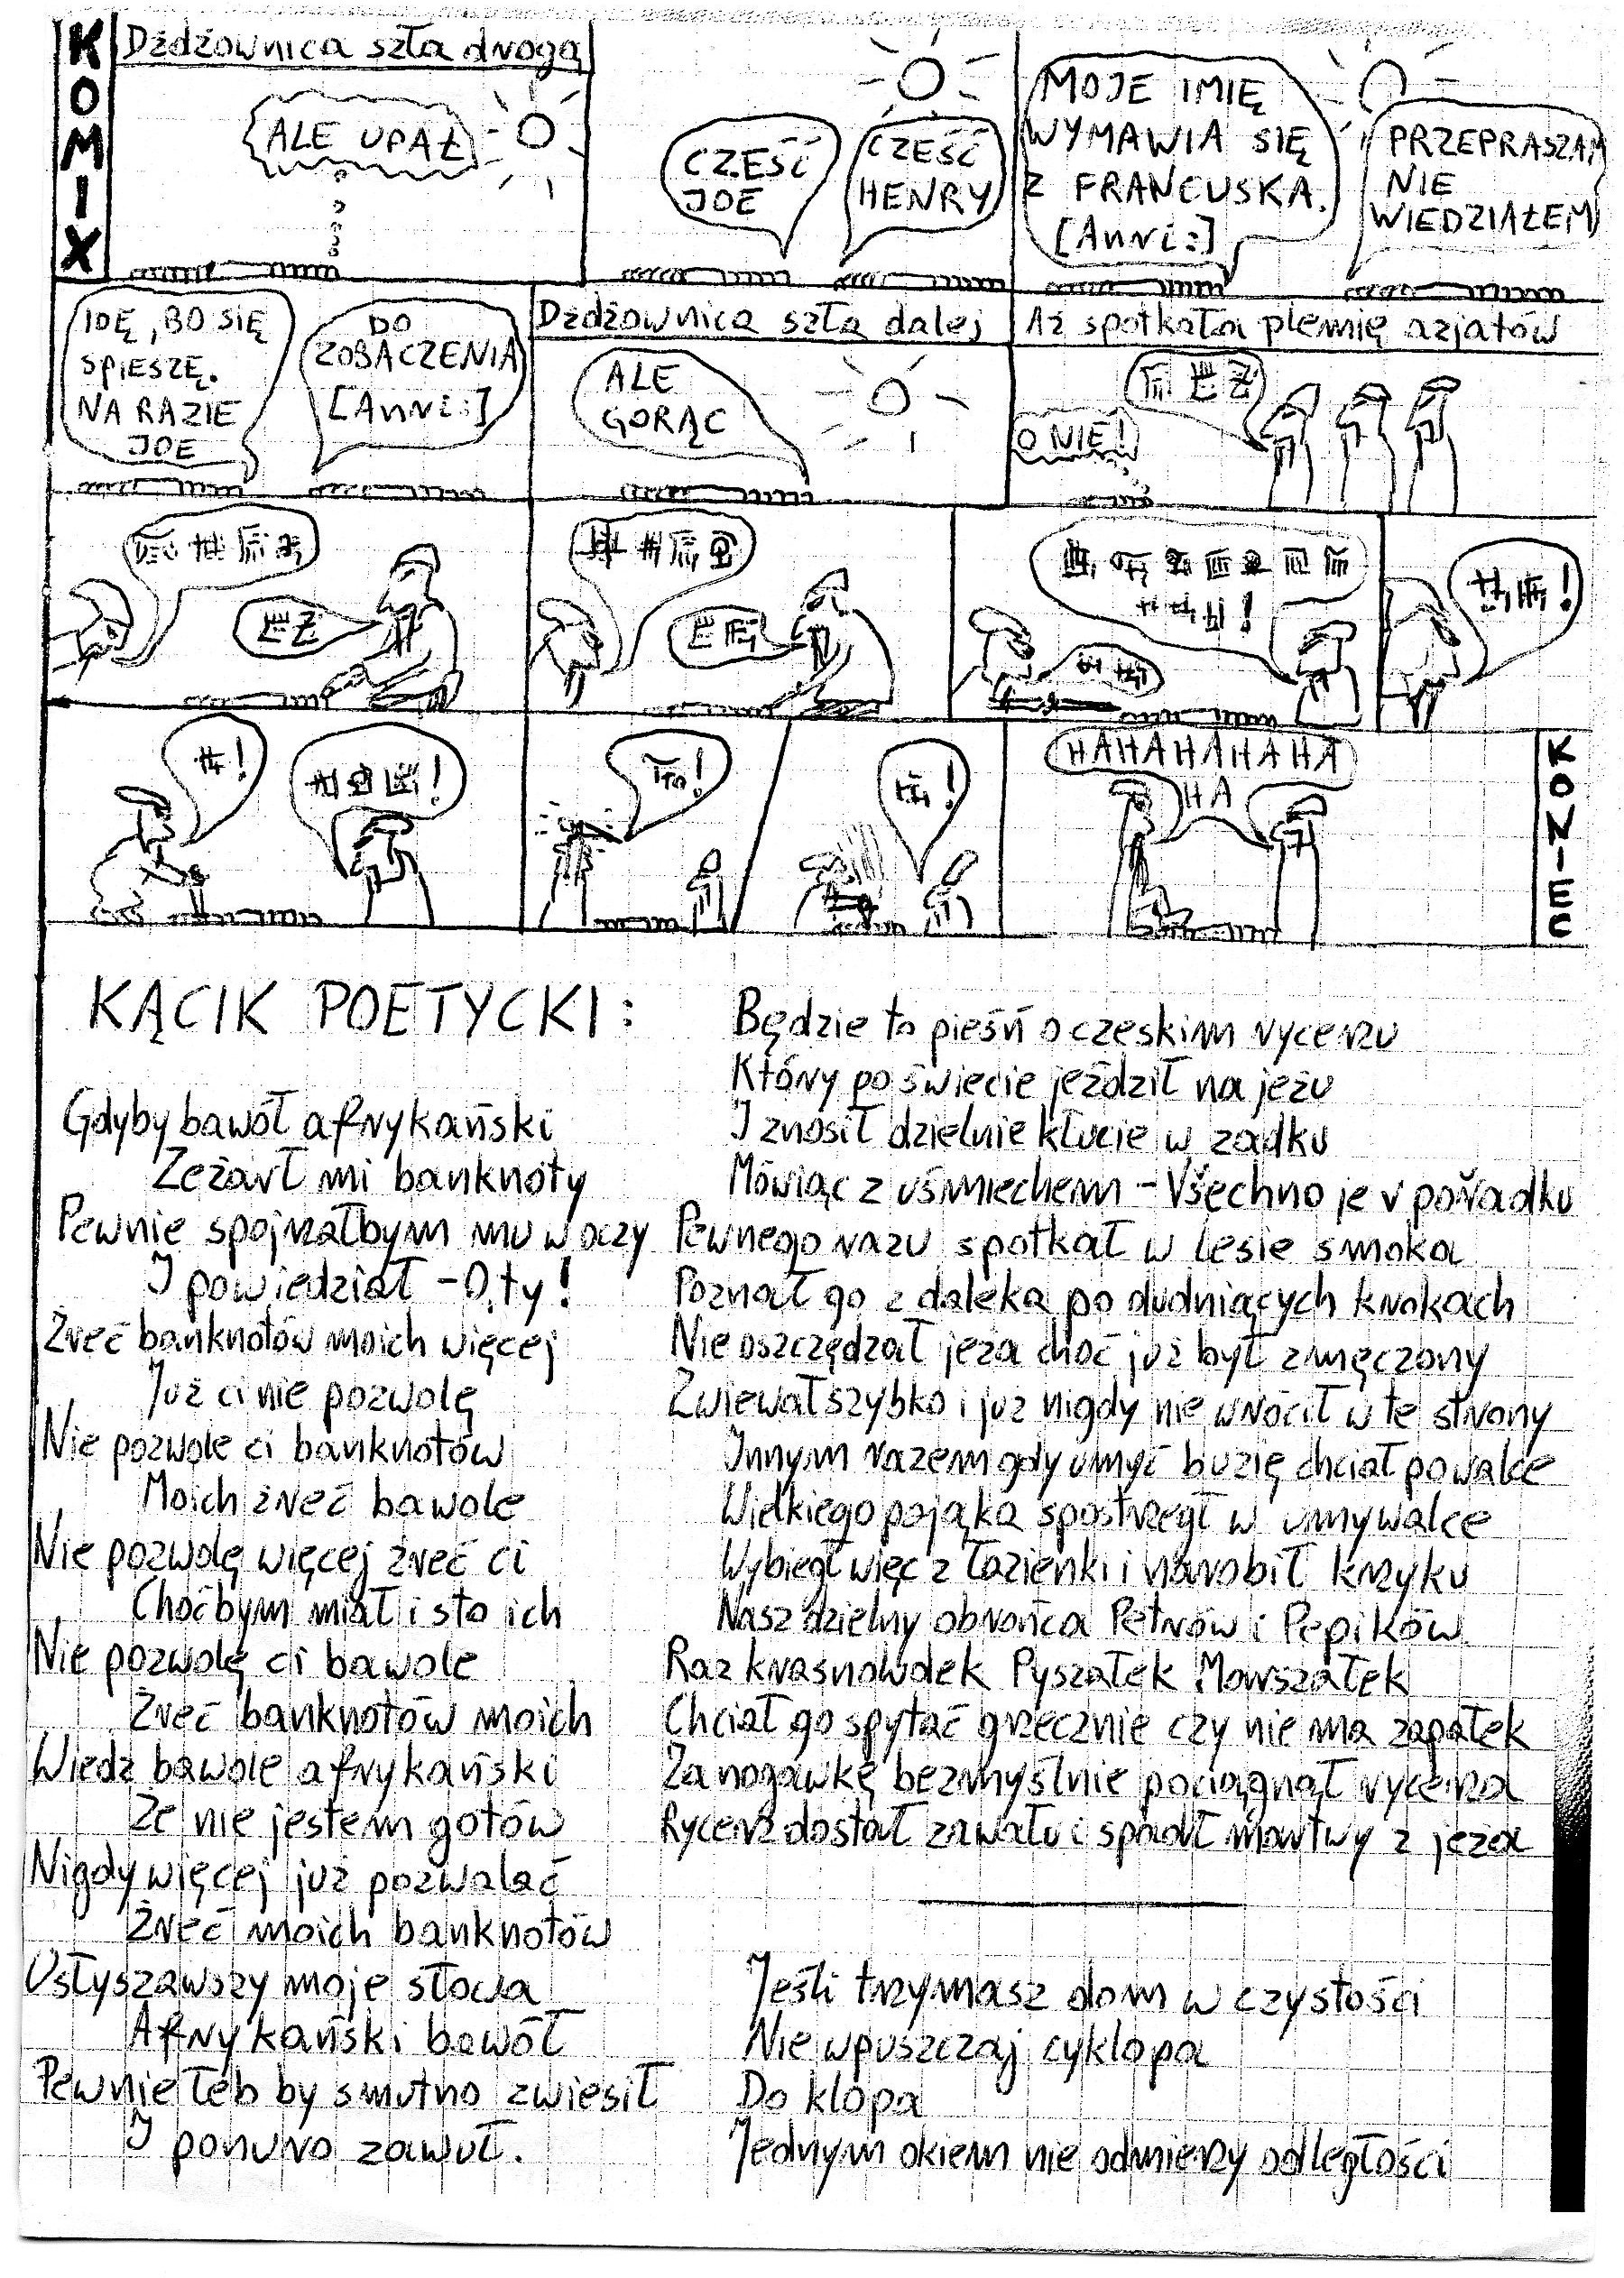 KOMIX
Dżdżownica szła drogą
ALE UPAŁ
CZEŚĆ
JOE
CZEŚĆ
HENRY
MOJE IMIĘ
WYMAWIA SIĘ
Z FRANCUSKA.
[Anri:]
PRZEPRASZAM
NIE
WIEDZIAŁEM
IDĘ, BO SIĘ
SPIESZĘ.
NA RAZIE
JOE
DO
ZOBACZENIA
[Anri:]
Dżdżownica szła dalej
ALE
GORĄC
Aż spotkała plemię azjatów
O NIE!
HAHAHAHAHA
HA
KONIEC
KĄCIK POETYCKI:
Gdyby bawół afrykański
Zeżarł mi banknoty
Pewnie spojrzałbym mu w oczy
I powiedział - O, ty!
Żreć banknotów moich więcej
Już ci nie pozwolę
Nie pozwole ci banknotów
Moich żreć bawole
Nie pozwolę więcej żreć ci
Choćbym miał i sto ich
Nie pozwolę ci bawole
Żreć banknotów moich
Wiedz bawole afrykański
Że nie jestem gotów
Nigdy więcej już pozwalać
Żreć moich banknotów
Usłyszawszy moje słowa
Afrykański bawół
Pewnie łeb by smutno zwiesił
I ponuro zawył.
Będzie to pieśń o czeskim rycerzu
Który po świecie jeździł na jeżu
I znosił dzielnie kłucie w zadku
Mówiąc z uśmiechem - Všechno je v pořadku
Pewnego razu spotkał w lesie smoka
Poznał go z daleka po dudniących krokach
Nie oszczędzał jeża choć już był zmęczony
Zwiewał szybko i już nigdy nie wrócił w te strony
Innym razem gdy umyć buzię chciał po walce
Wielkiego pająka spostrzegł w umywalce
Wybiegł więc z łazienki i narobił krzyku
Nasz dzielny obrońca Petrów i Pepików
Raz krasnoludek Pyszałek Morszałek
Chciał go spytać grzecznie czy nie ma zapałek
Za nogawkę bezmyślnie pociągnął rycerza
Rycerz dostał zawału i spadł martwy z jeża
Jeśli trzymasz dom w czystości
Nie wpuszczaj cyklopa
Do klopa
Jednym okiem nie odmierzy odległości